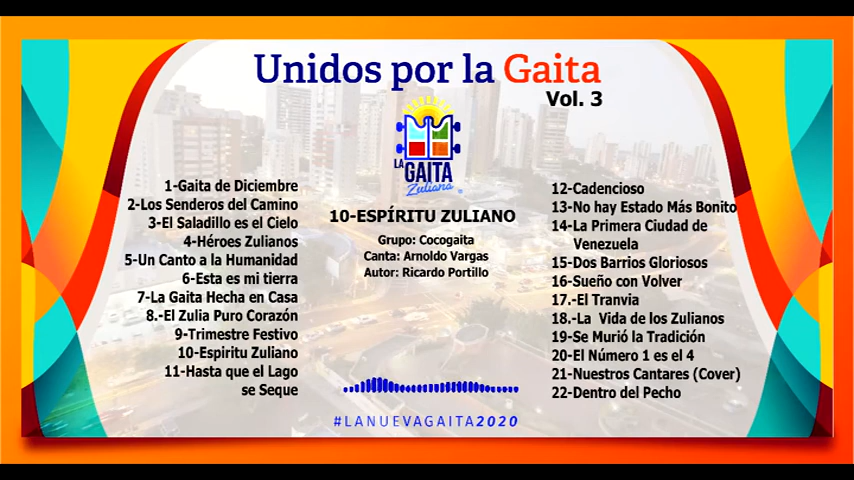 Unidos por la Gaita
Vol. 3
LA
GAITA
Zuliana
1-Gaita de Diciembre
2-Los Senderos del Camino
3-El Saladillo es el Cielo
4-Héroes Zulianos
5-Un Canto a la Humanidad
6-Esta es mi tierra
7-La Gaita Hecha en Casa
8.-El Zulia Puro Corazón
9-Trimestre Festivo
10-Espiritu Zuliano
11-Hasta que el Lago
se Seque
10-ESPÍRITU ZULIANO
Grupo: Cocogaita
Canta: Arnoldo Vargas
Autor: Ricardo Portillo
12-Cadencioso
13-No hay Estado Más Bonito
14-La Primera Ciudad de
Venezuela
15-Dos Barrios Gloriosos
16-Sueño con Volver
17.-El Tranvia
18.-La Vida de los Zulianos
19-Se Murió la Tradición
20-El Número 1 es el 4
21-Nuestros Cantares (Cover)
22-Dentro del Pecho
#LANUEVAGAITA2020